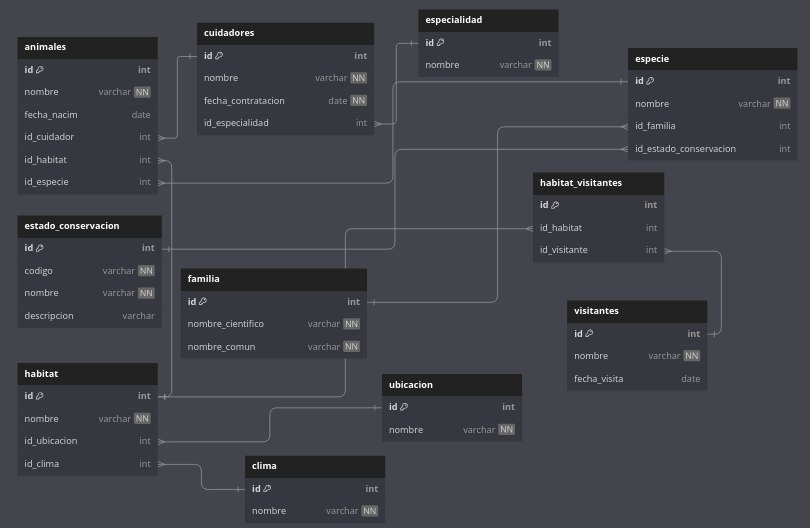 animales
id int
nombre varchar NN
fecha_nacim date
id_cuidador int
id_habitat int
id_especie int
cuidadores
id int
nombre varchar NN
fecha_contratacion date NN
id_especialidad int
especialidad
id int
nombre varchar NN
especie
id int
nombre varchar NN
id_familia int
id_estado_conservacion int
habitat_visitantes
id int
id_habitat int
id_visitante int
estado_conservacion
id int
codigo varchar NN
nombre varchar NN
descripcion varchar
familia
id int
nombre_cientifico varchar NN
nombre_comun varchar NN
visitantes
id int
nombre varchar NN
fecha_visita date
habitat
id int
nombre varchar NN
id_ubicacion int
id_clima int
ubicacion
id int
nombre varchar NN
clima
id int
nombre varchar NN